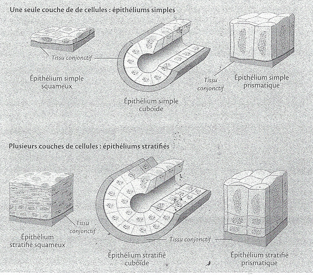 Une seule couche de de cellules : épithéliums simples
Tissu conjonctif
Épithélium simple
squameux
Épithélium simple
cuboïde
Tissu
conjonctif
Épithélium simple
prismatique
Plusieurs couches de cellules : épithéliums stratifiés
Épithélium
stratifié squameux
Tissu
conjonctif
Épithélium stratifié
cuboïde
Tissu conjonctif
Épithélium stratifié
prismatique